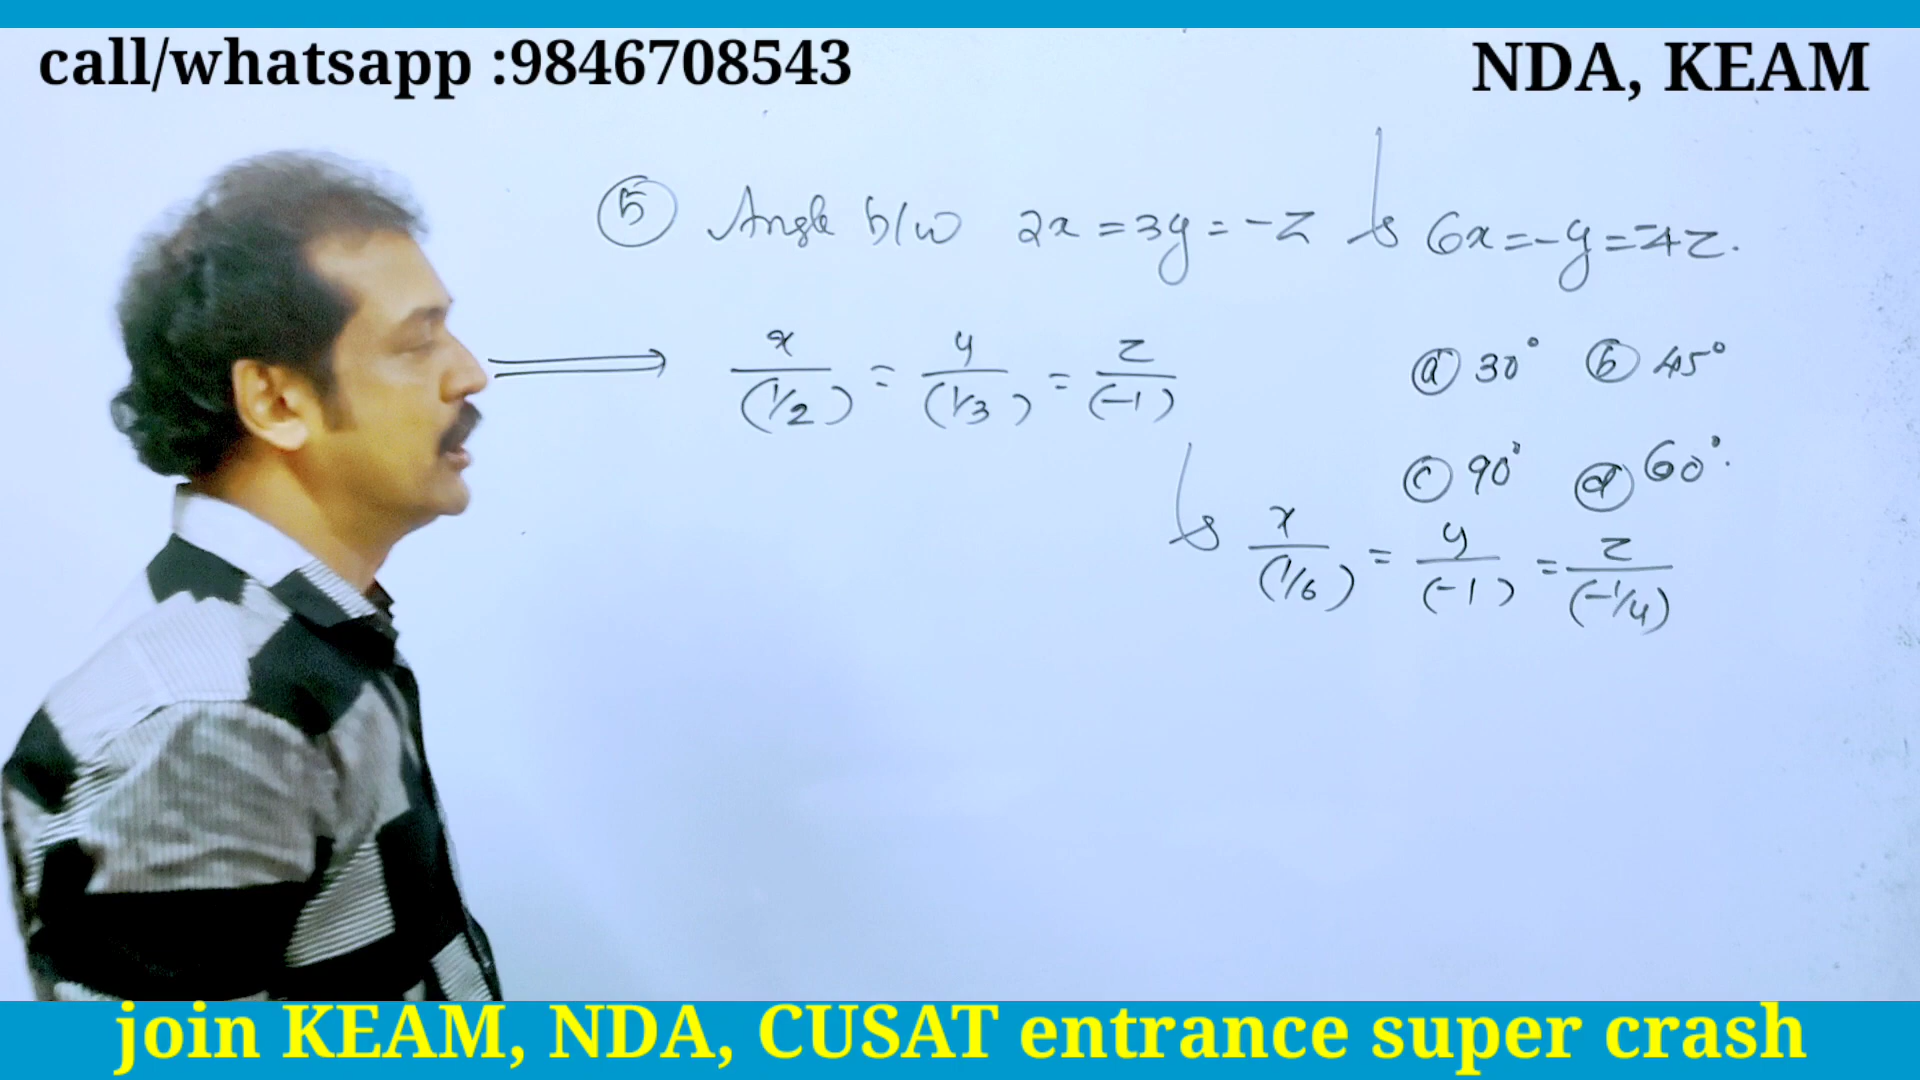 call/whatsapp :9846708543
NDA, KEAM
⑤ Angle b/w 2x = 3y = -z & 6x = -y = -4z.
x/(1/2) = y/(1/3) = z/(-1)
ⓐ 30° ⓑ 45°
ⓒ 90° ⓓ 60°.
& x/(1/6) = y/(-1) = z/(-1/4)
join KEAM, NDA, CUSAT entrance super crash